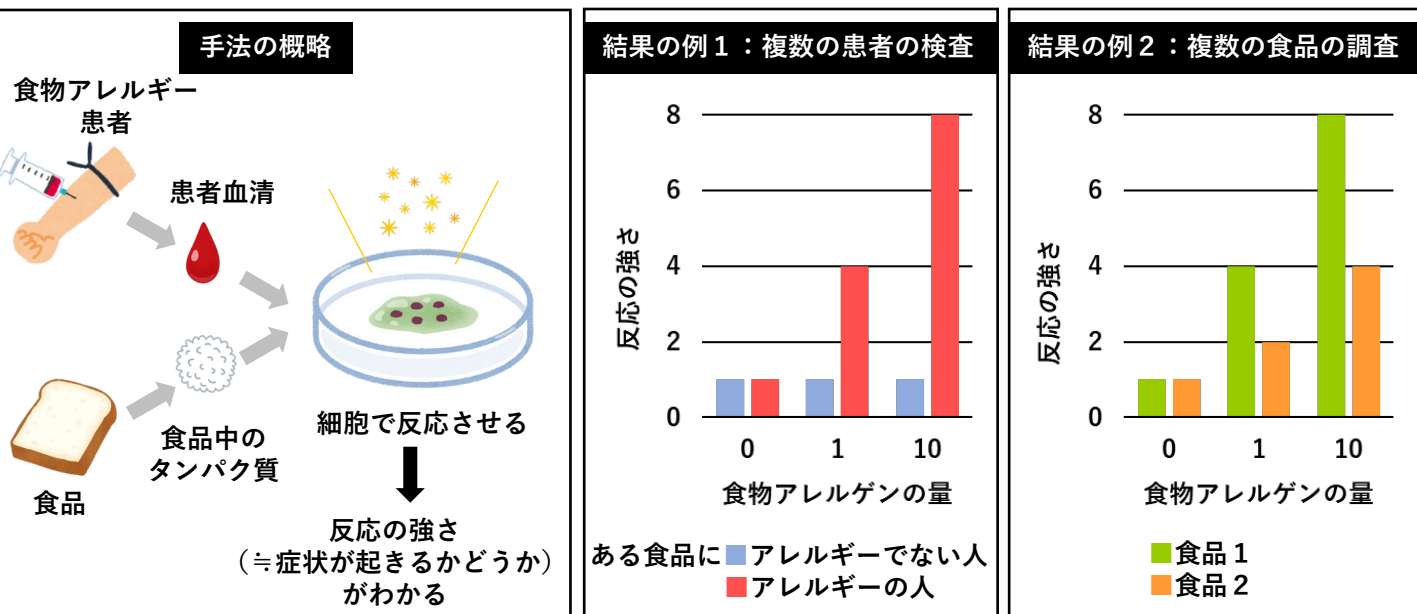 手法の概略
食物アレルギー
患者
患者血清
食品中の
タンパク質
食品
細胞で反応させる
反応の強さ
(≒症状が起きるかどうか)
がわかる
結果の例1:複数の患者の検査
反応の強さ
8
6
4
2
0
0 1 10
食物アレルゲンの量
ある食品に アレルギーでない人
アレルギーの人
結果の例2:複数の食品の調査
反応の強さ
8
6
4
2
0
0 1 10
食物アレルゲンの量
食品1
食品2